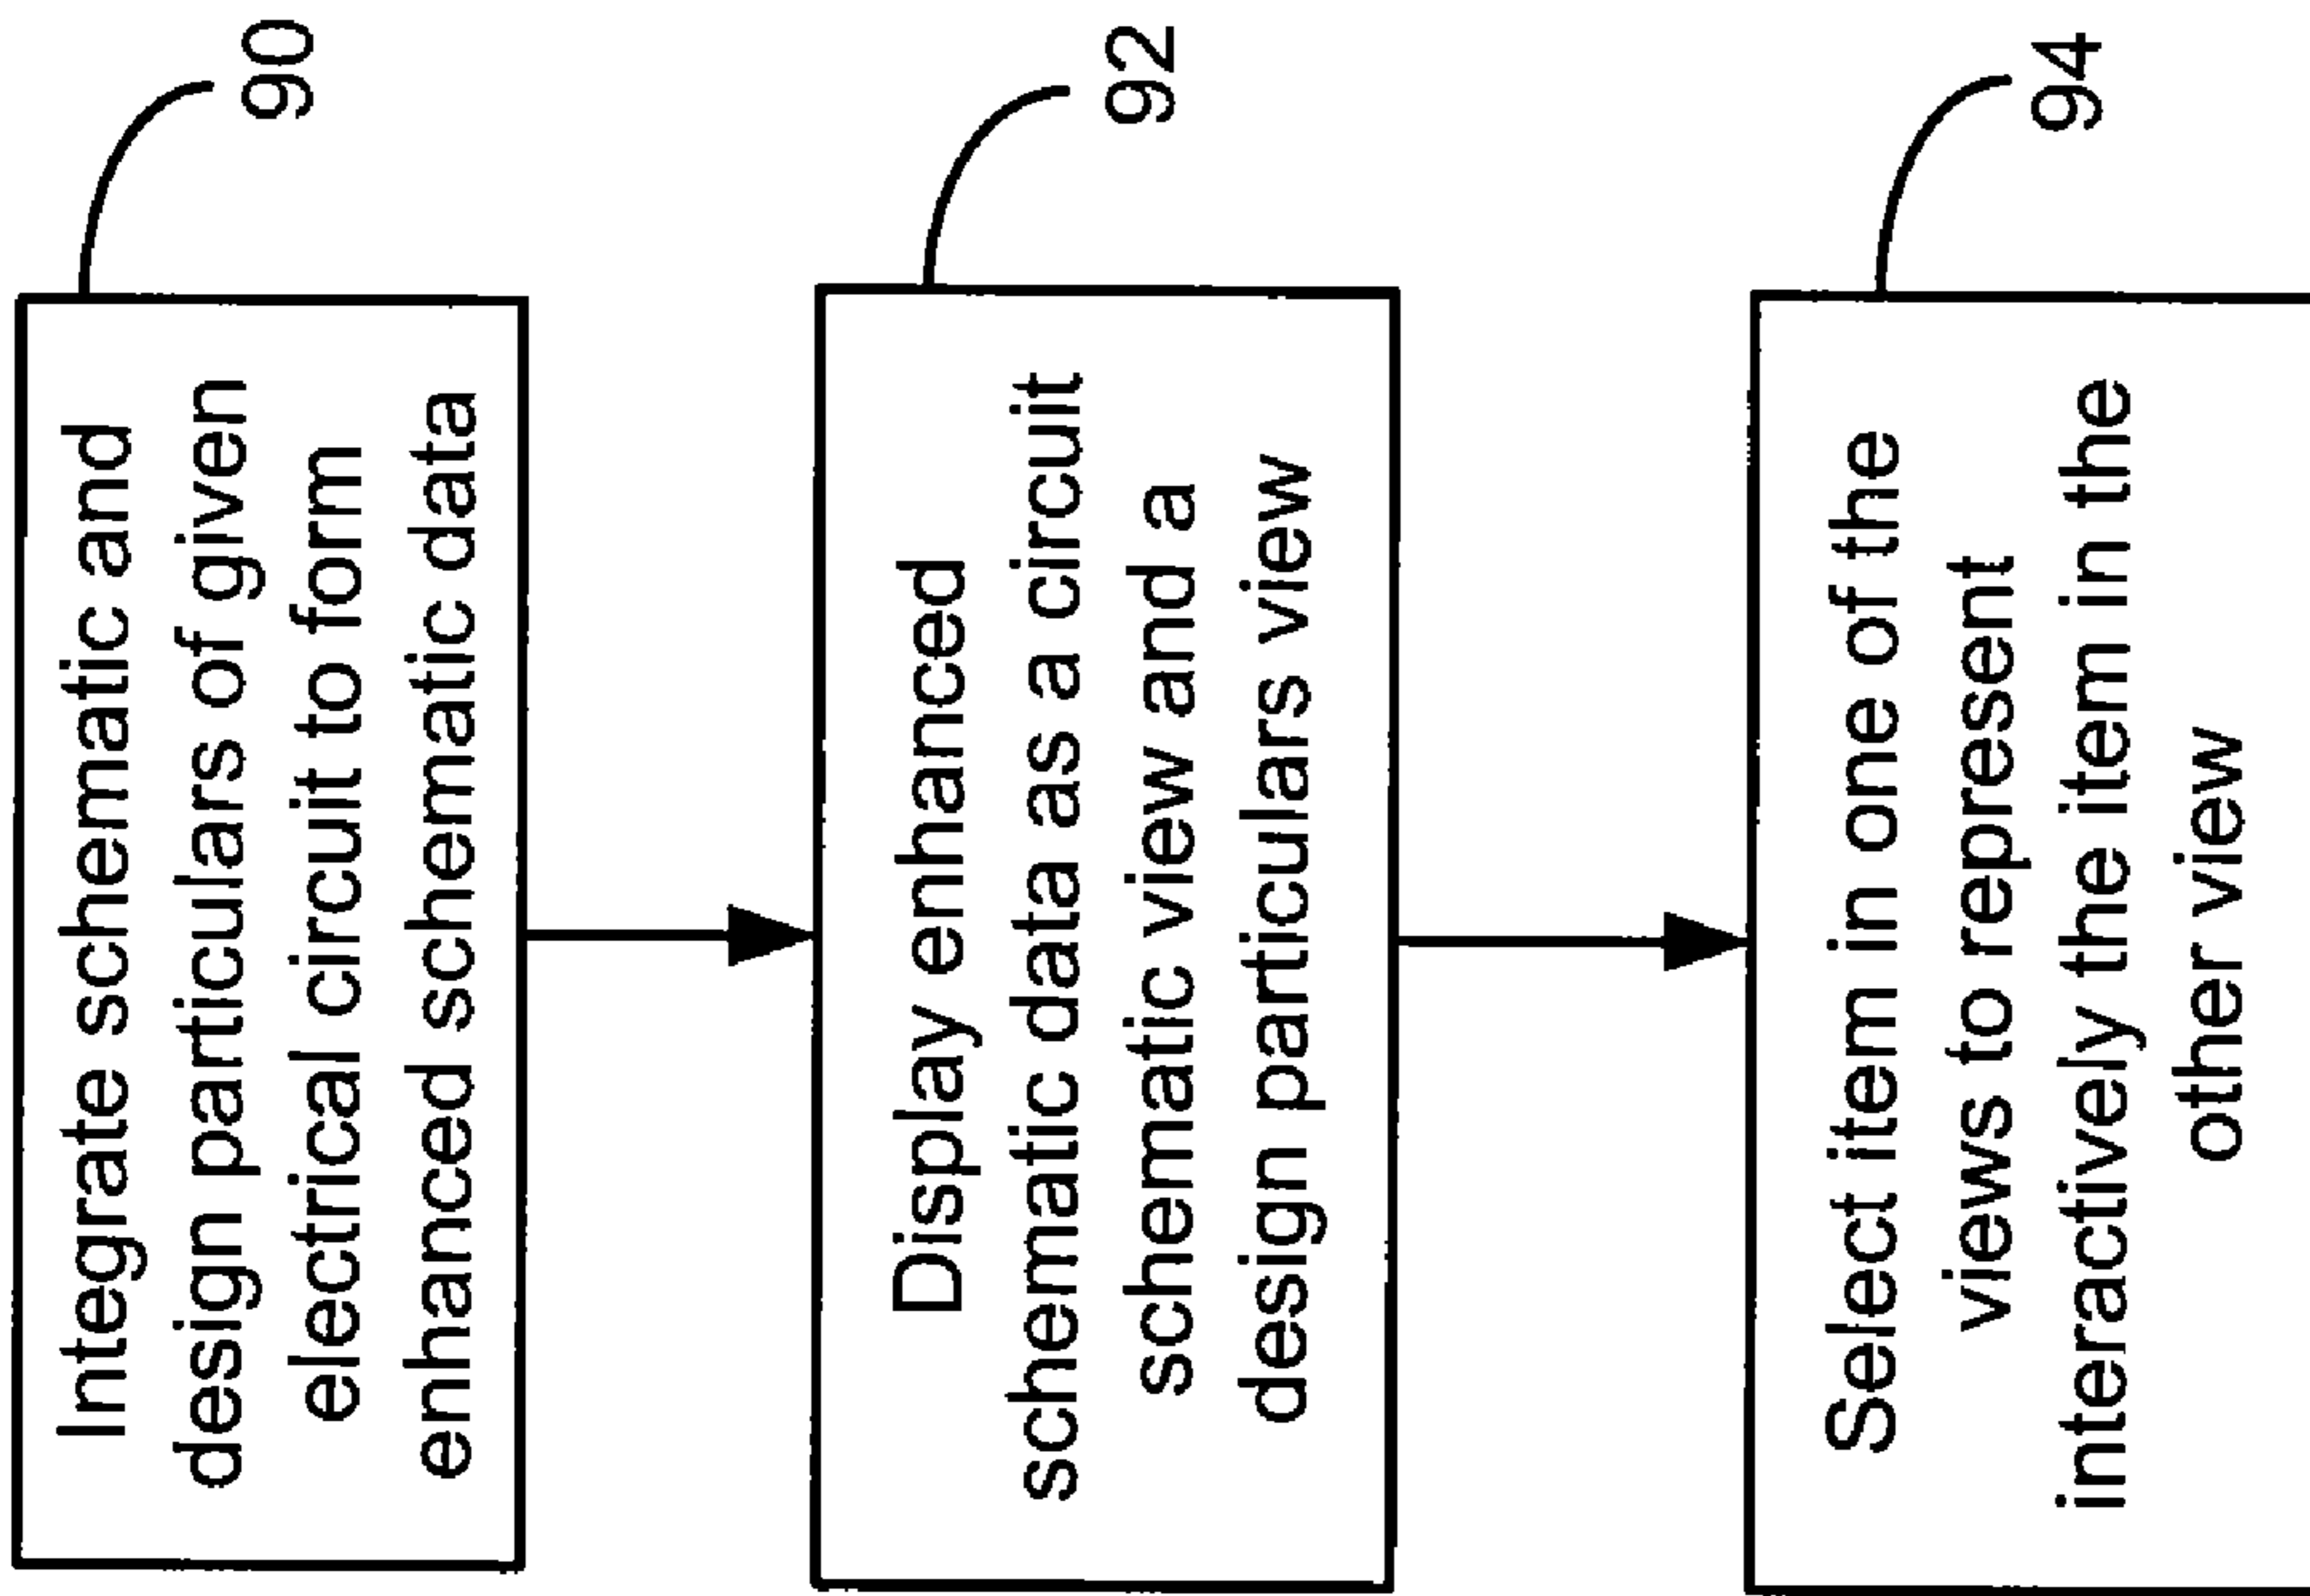 Integrate schematic and
design particulars of given
electrical circuit to form
enhanced schematic data
90
Display enhanced
schematic data as a circuit
schematic view and a
design particulars view
92
Select item in one of the
views to represent
interactively the item in the
other view
94